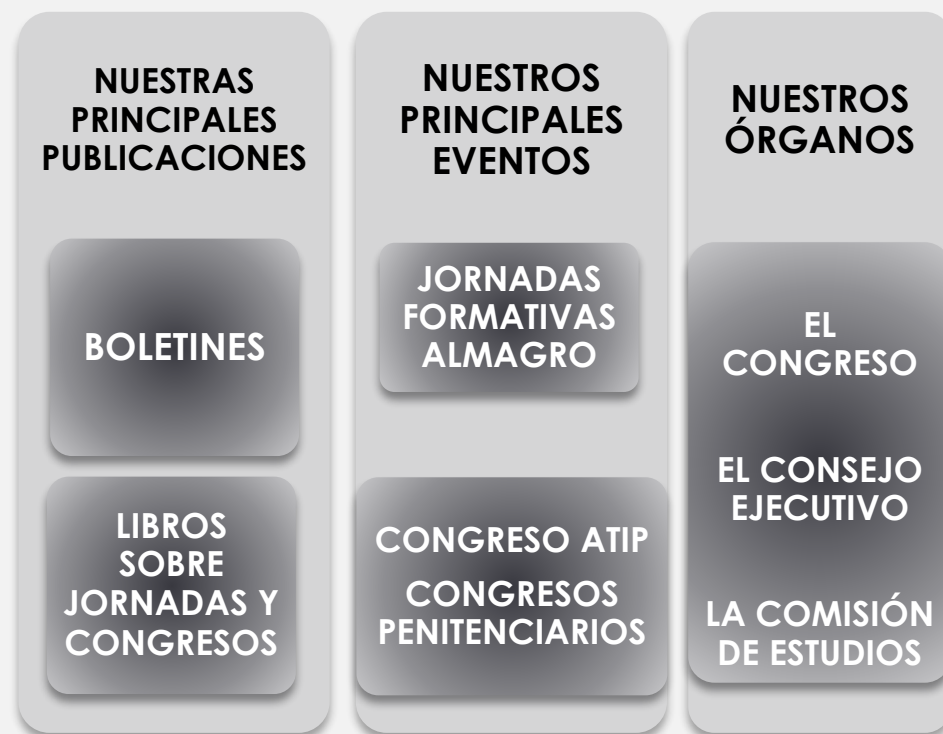 NUESTRAS
PRINCIPALES
PUBLICACIONES
BOLETINES
LIBROS
SOBRE
JORNADAS Y
CONGRESOS
NUESTROS
PRINCIPALES
EVENTOS
JORNADAS
FORMATIVAS
ALMAGRO
CONGRESO ATIP
CONGRESOS
PENITENCIARIOS
NUESTROS
ÓRGANOS
EL
CONGRESO
EL CONSEJO
EJECUTIVO
LA COMISIÓN
DE ESTUDIOS